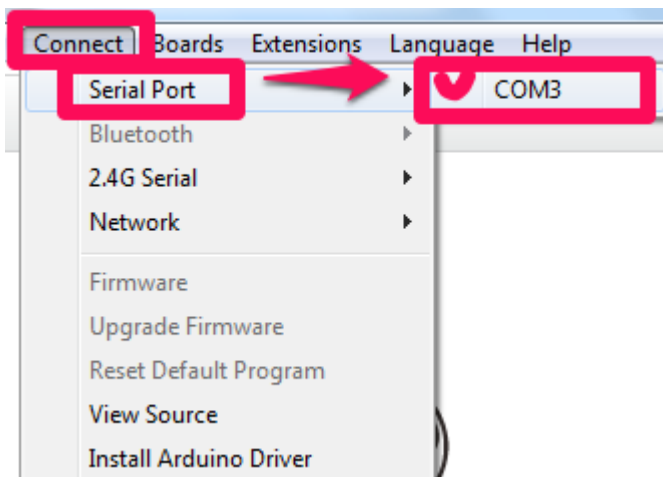 Connect Boards Extensions Language Help
Serial Port COM3
Bluetooth
2.4G Serial
Network
Firmware
Upgrade Firmware
Reset Default Program
View Source
Install Arduino Driver